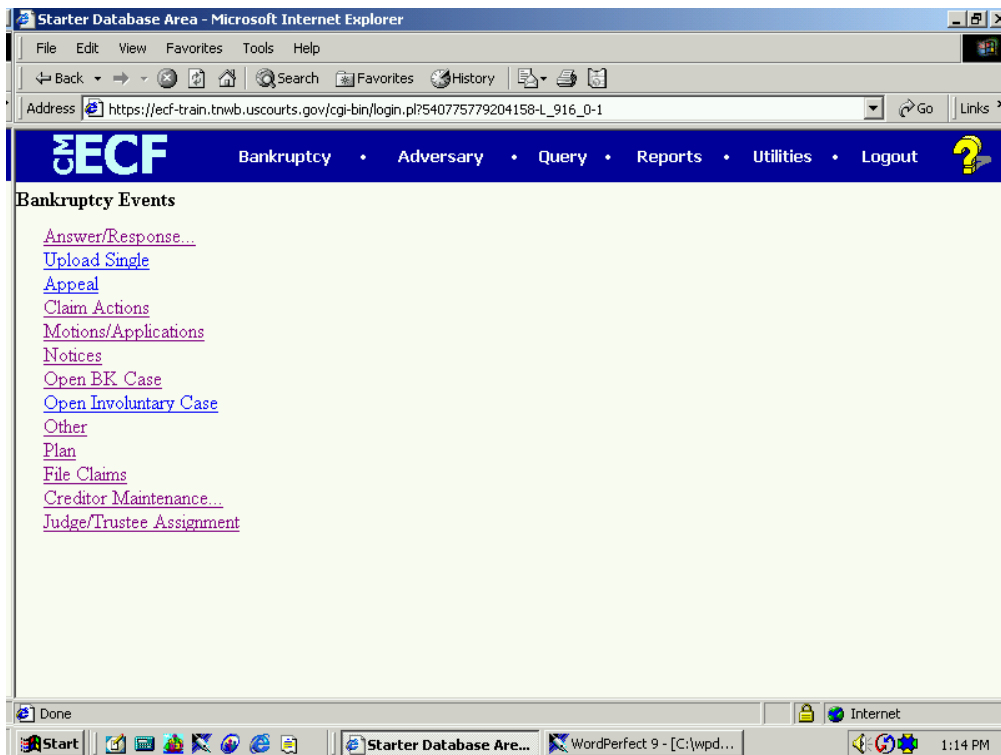 Starter Database Area - Microsoft Internet Explorer
File Edit View Favorites Tools Help
Back Search Favorites History
Address https://ecf-train.tnwb.uscourts.gov/cgi-bin/login.pl?540775779204158-L_916_0-1 Go Links
CM ECF Bankruptcy • Adversary • Query • Reports • Utilities • Logout ?
Bankruptcy Events
Answer/Response...
Upload Single
Appeal
Claim Actions
Motions/Applications
Notices
Open BK Case
Open Involuntary Case
Other
Plan
File Claims
Creditor Maintenance...
Judge/Trustee Assignment
Done Internet
Start Starter Database Are... WordPerfect 9 - [C:\wpd... 1:14 PM